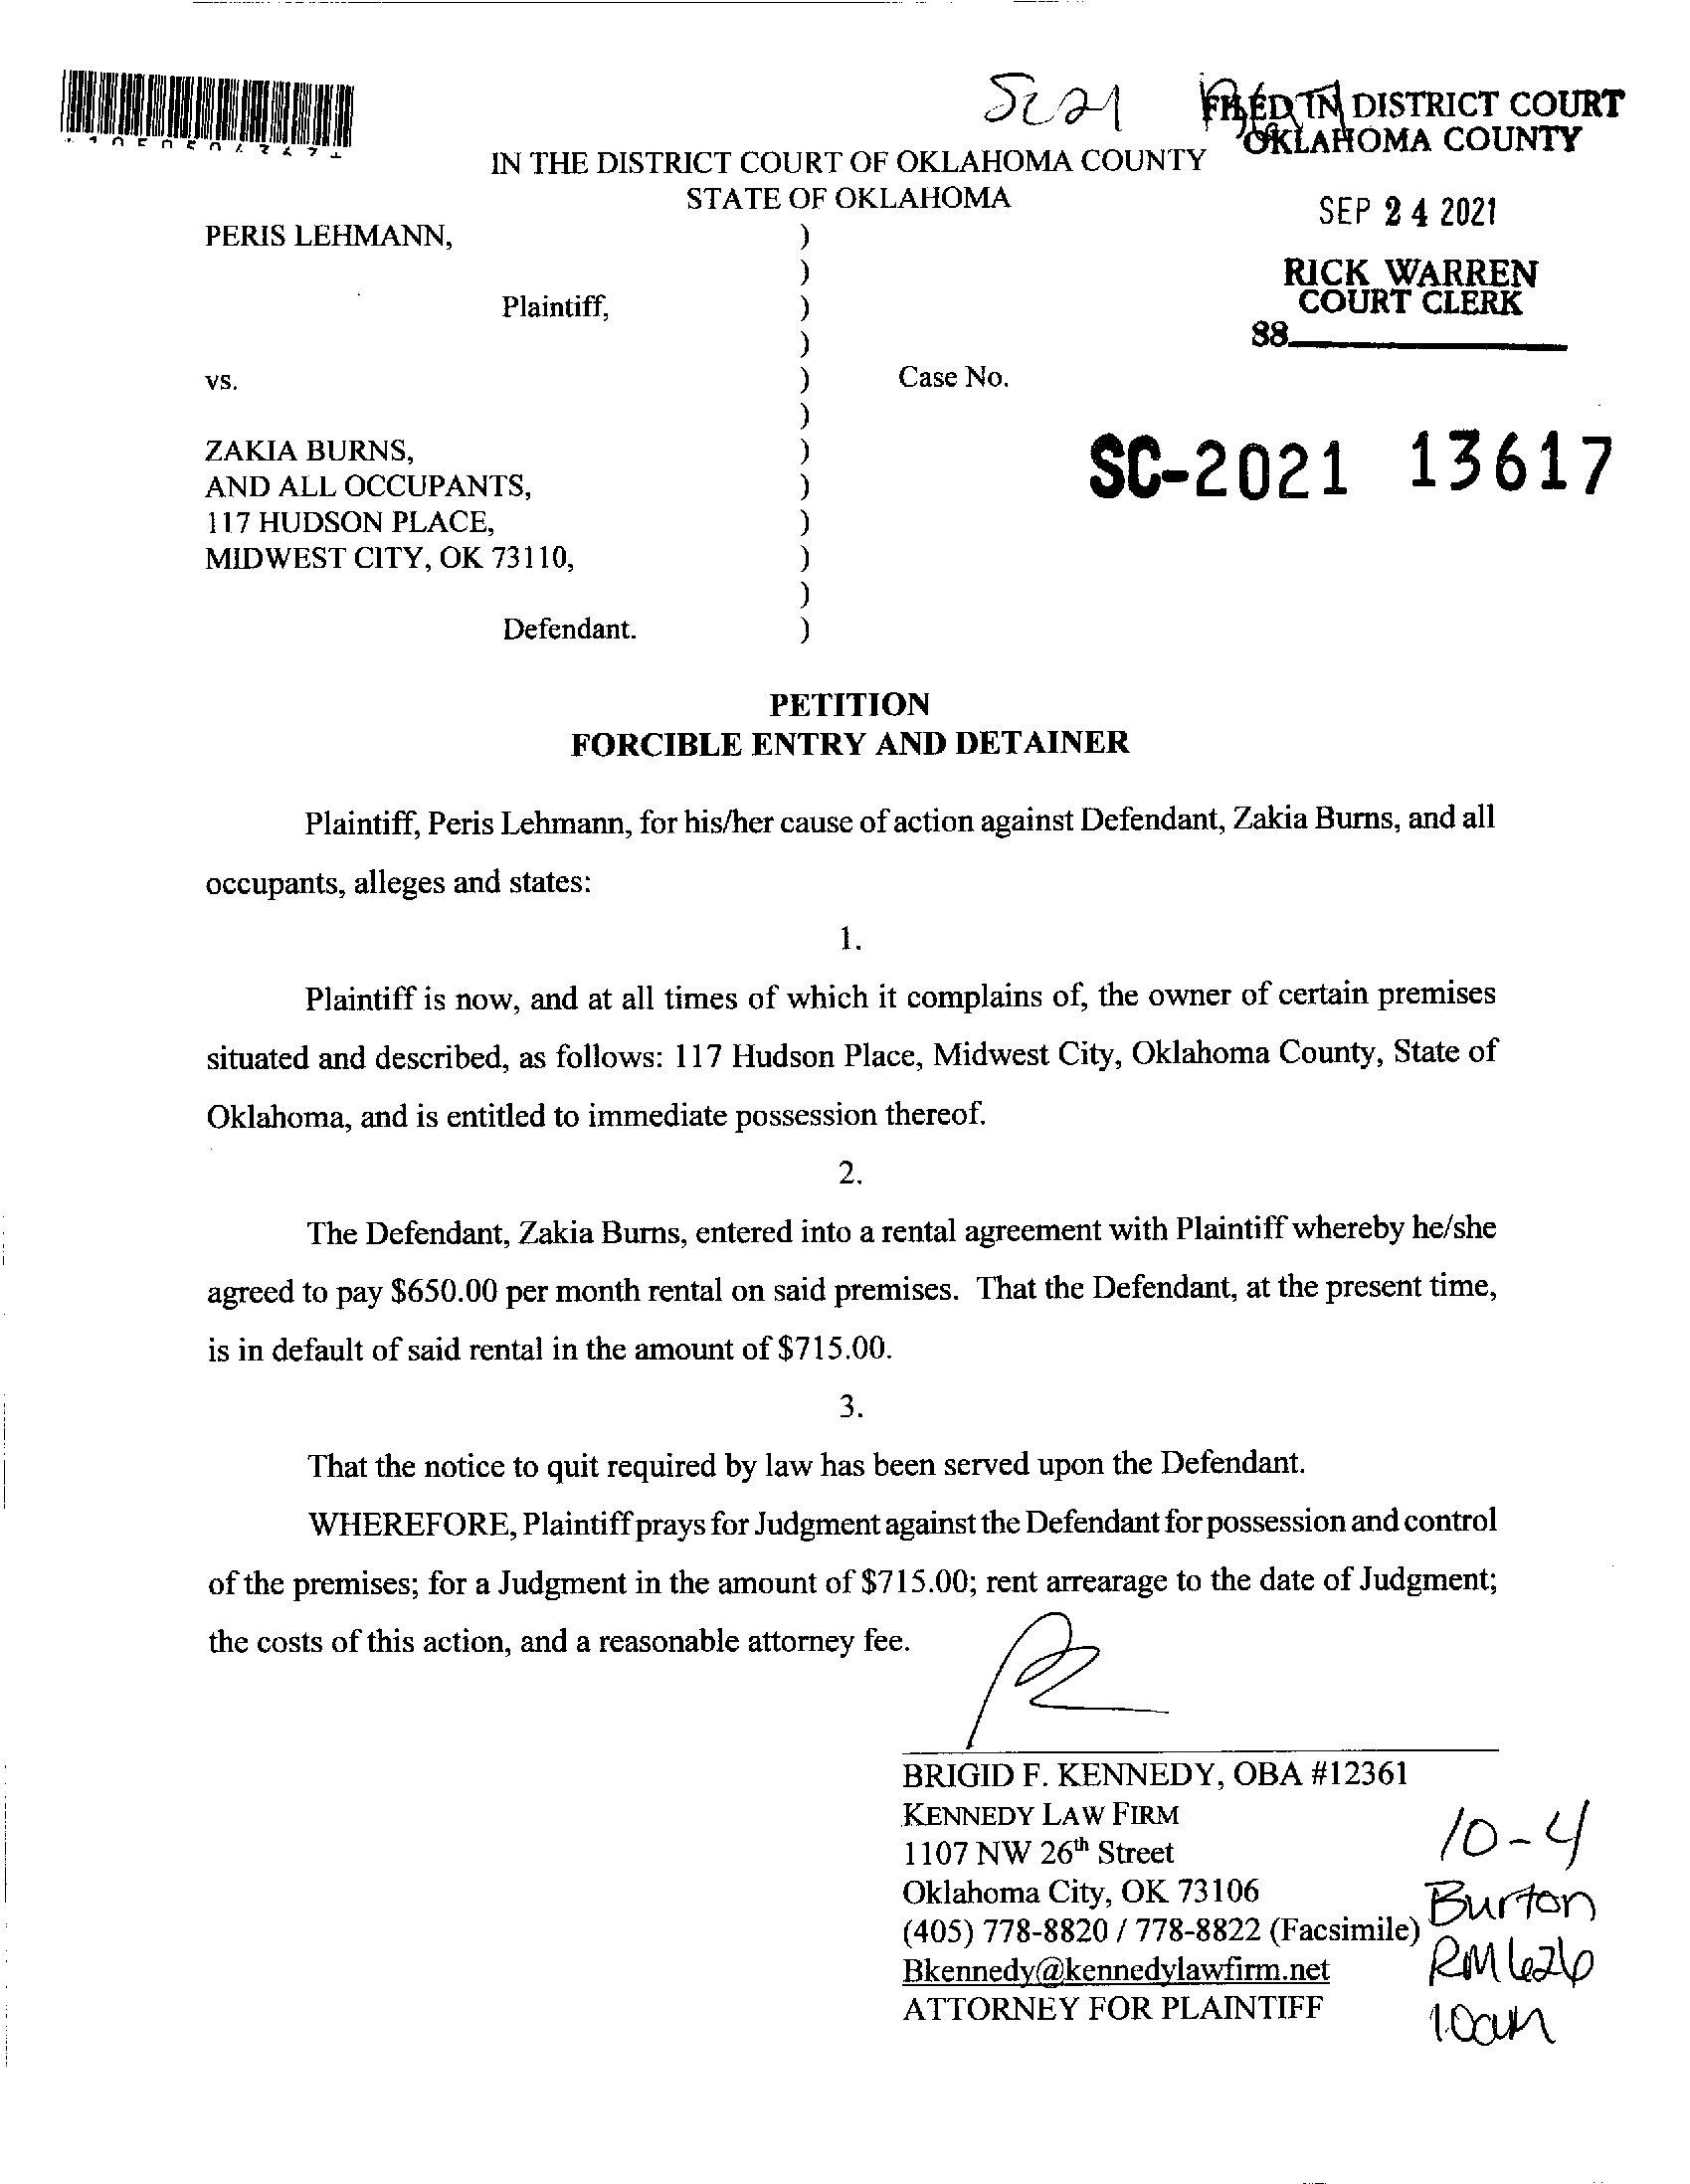 SC21
FILED IN DISTRICT COURT
OKLAHOMA COUNTY
IN THE DISTRICT COURT OF OKLAHOMA COUNTY
STATE OF OKLAHOMA
SEP 24 2021
RICK WARREN
COURT CLERK
88
PERIS LEHMANN, )
)
Plaintiff, )
)
vs. ) Case No.
)
ZAKIA BURNS, )
AND ALL OCCUPANTS, )
117 HUDSON PLACE, )
MIDWEST CITY, OK 73110, )
)
Defendant. )
SC-2021 13617
PETITION
FORCIBLE ENTRY AND DETAINER
Plaintiff, Peris Lehmann, for his/her cause of action against Defendant, Zakia Burns, and all
occupants, alleges and states:
1.
Plaintiff is now, and at all times of which it complains of, the owner of certain premises
situated and described, as follows: 117 Hudson Place, Midwest City, Oklahoma County, State of
Oklahoma, and is entitled to immediate possession thereof.
2.
The Defendant, Zakia Burns, entered into a rental agreement with Plaintiff whereby he/she
agreed to pay $650.00 per month rental on said premises. That the Defendant, at the present time,
is in default of said rental in the amount of $715.00.
3.
That the notice to quit required by law has been served upon the Defendant.
WHEREFORE, Plaintiff prays for Judgment against the Defendant for possession and control
of the premises; for a Judgment in the amount of $715.00; rent arrearage to the date of Judgment;
the costs of this action, and a reasonable attorney fee.
BRIGID F. KENNEDY, OBA #12361
KENNEDY LAW FIRM
1107 NW 26th Street
Oklahoma City, OK 73106
(405) 778-8820 / 778-8822 (Facsimile)
Bkennedy@kennedylawfirm.net
ATTORNEY FOR PLAINTIFF
10-4
Burton
RM 626
10am